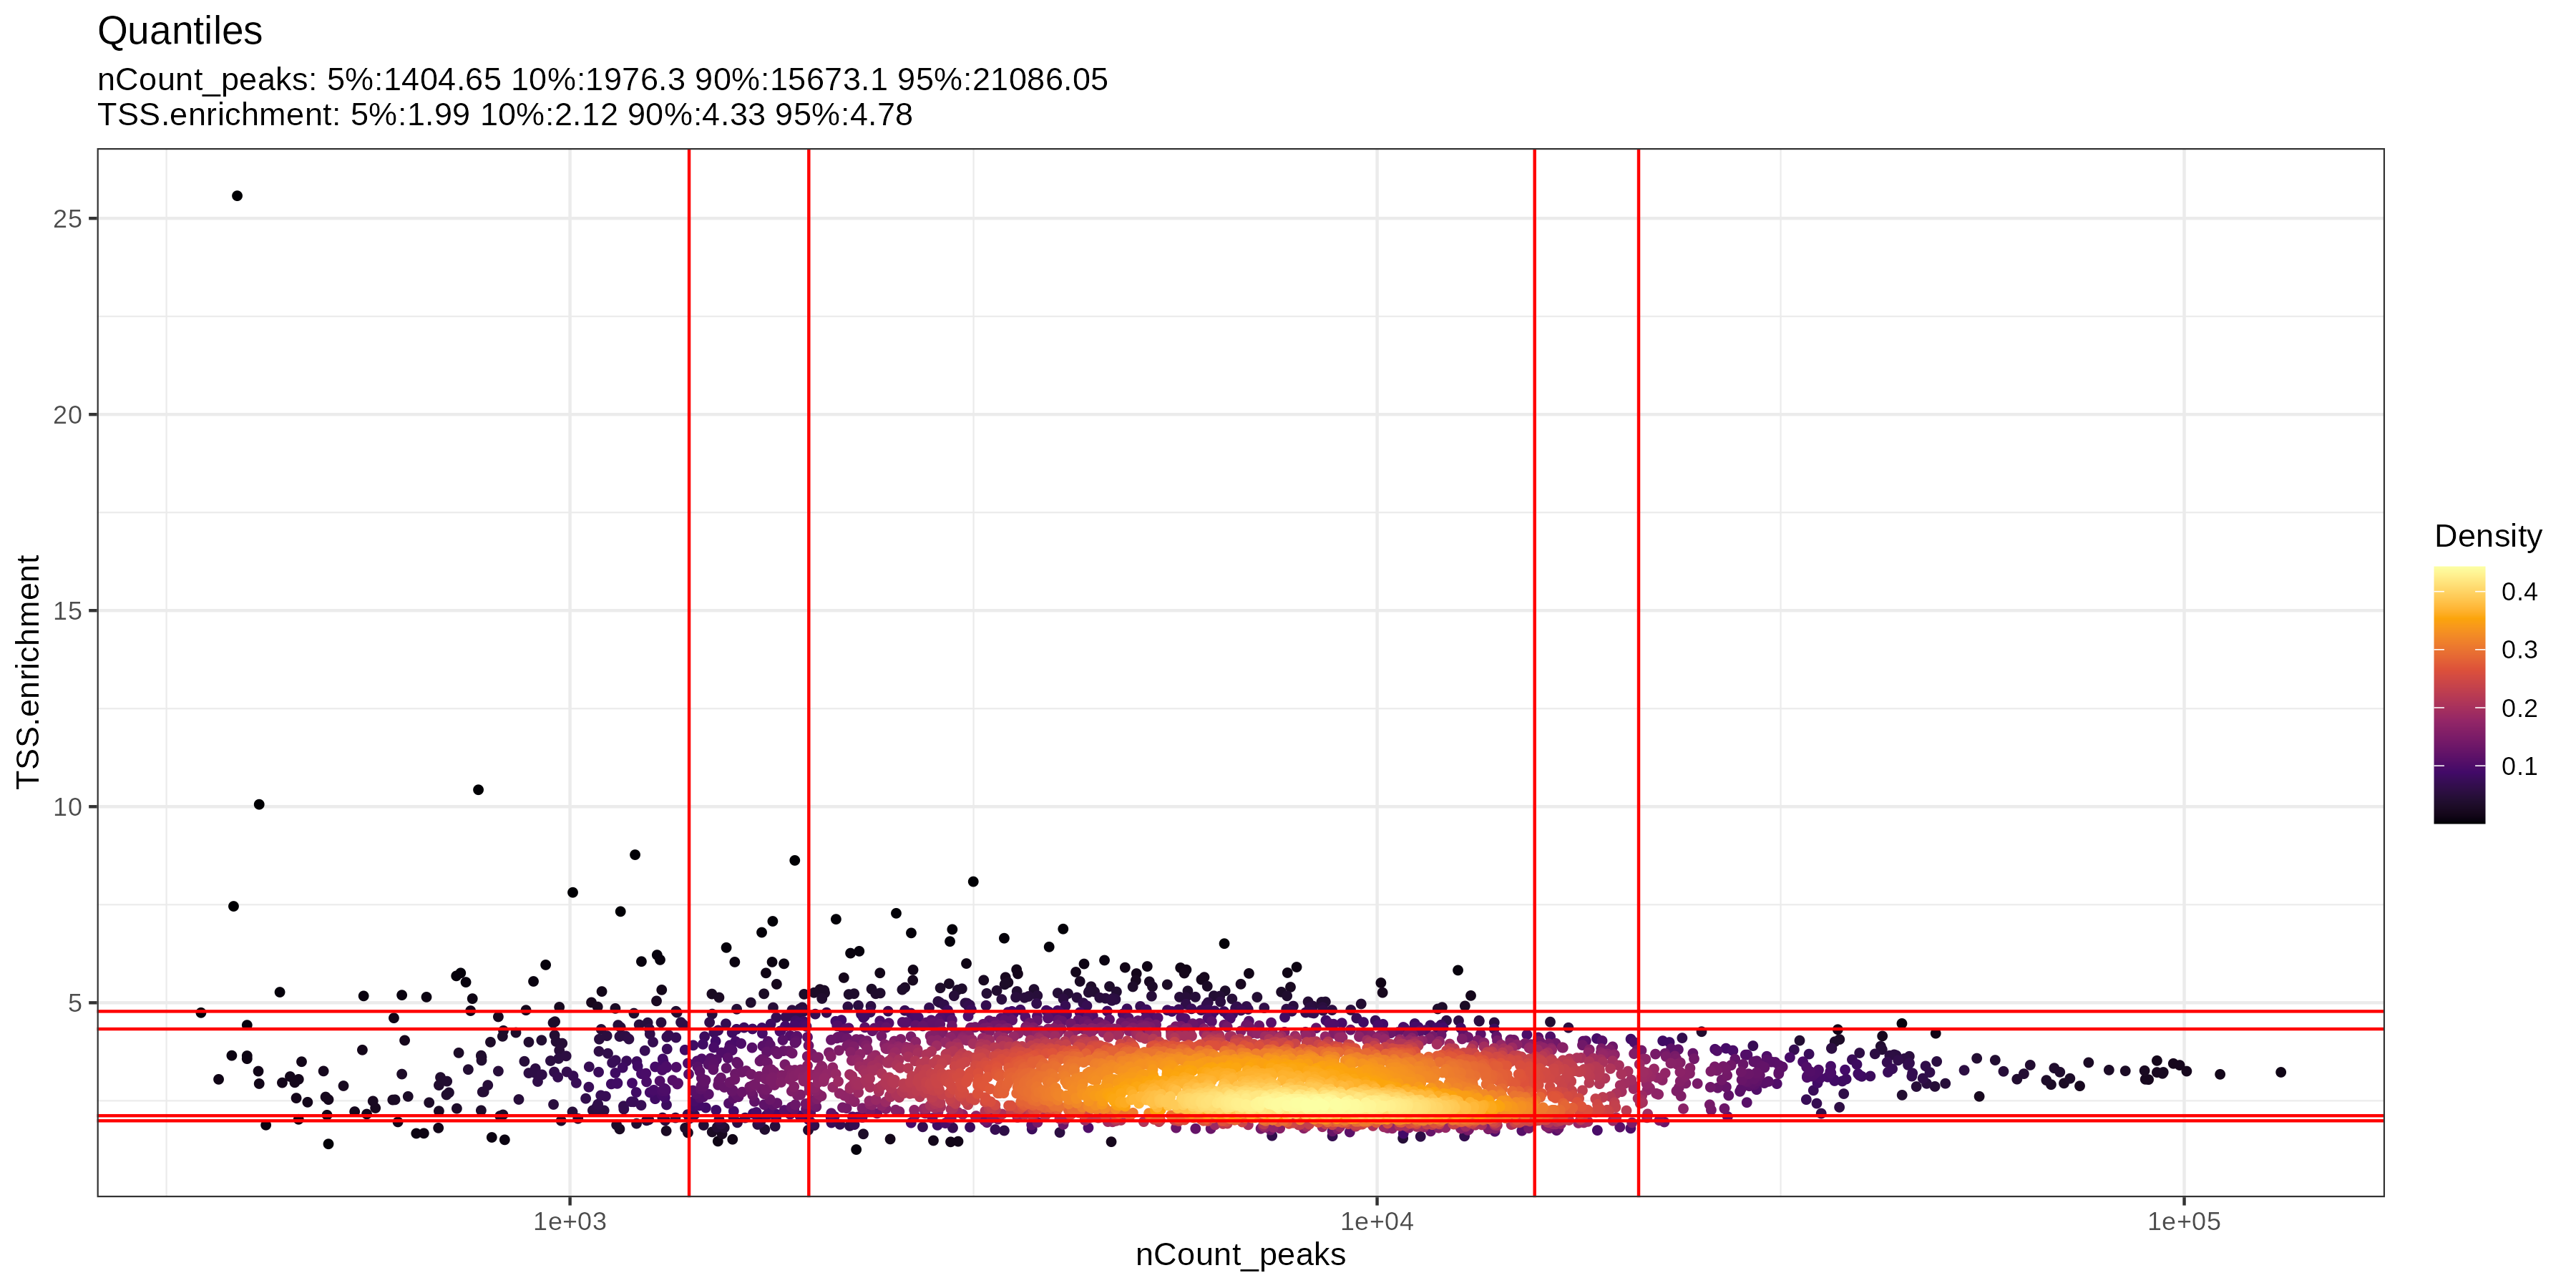 Quantiles
nCount_peaks: 5%:1404.65 10%:1976.3 90%:15673.1 95%:21086.05
TSS.enrichment: 5%:1.99 10%:2.12 90%:4.33 95%:4.78
25
20
15
10
5
TSS.enrichment
1e+03
1e+04
1e+05
nCount_peaks
Density
0.4
0.3
0.2
0.1